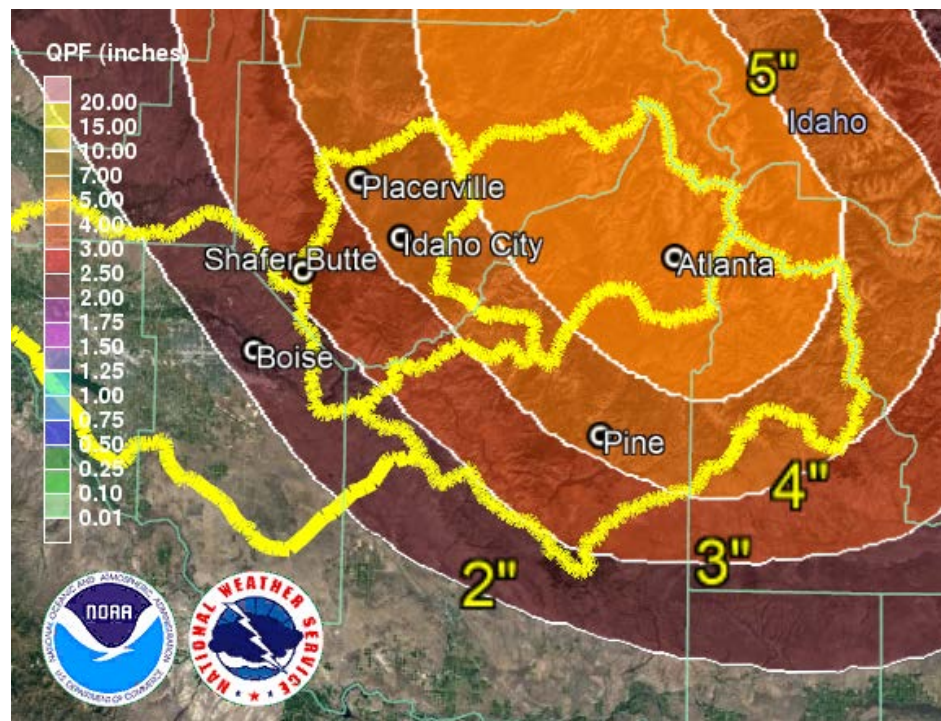 QPF (inches)
20.00
15.00
10.00
7.00
5.00
4.00
3.00
2.50
2.00
1.75
1.50
1.25
1.00
0.75
0.50
0.25
0.10
0.01
5"
Idaho
Placerville
Idaho City
Shafer Butte
Atlanta
Boise
Pine
4"
3"
2"
NATIONAL OCEANIC AND ATMOSPHERIC ADMINISTRATION
NOAA
U.S. DEPARTMENT OF COMMERCE
NATIONAL WEATHER SERVICE